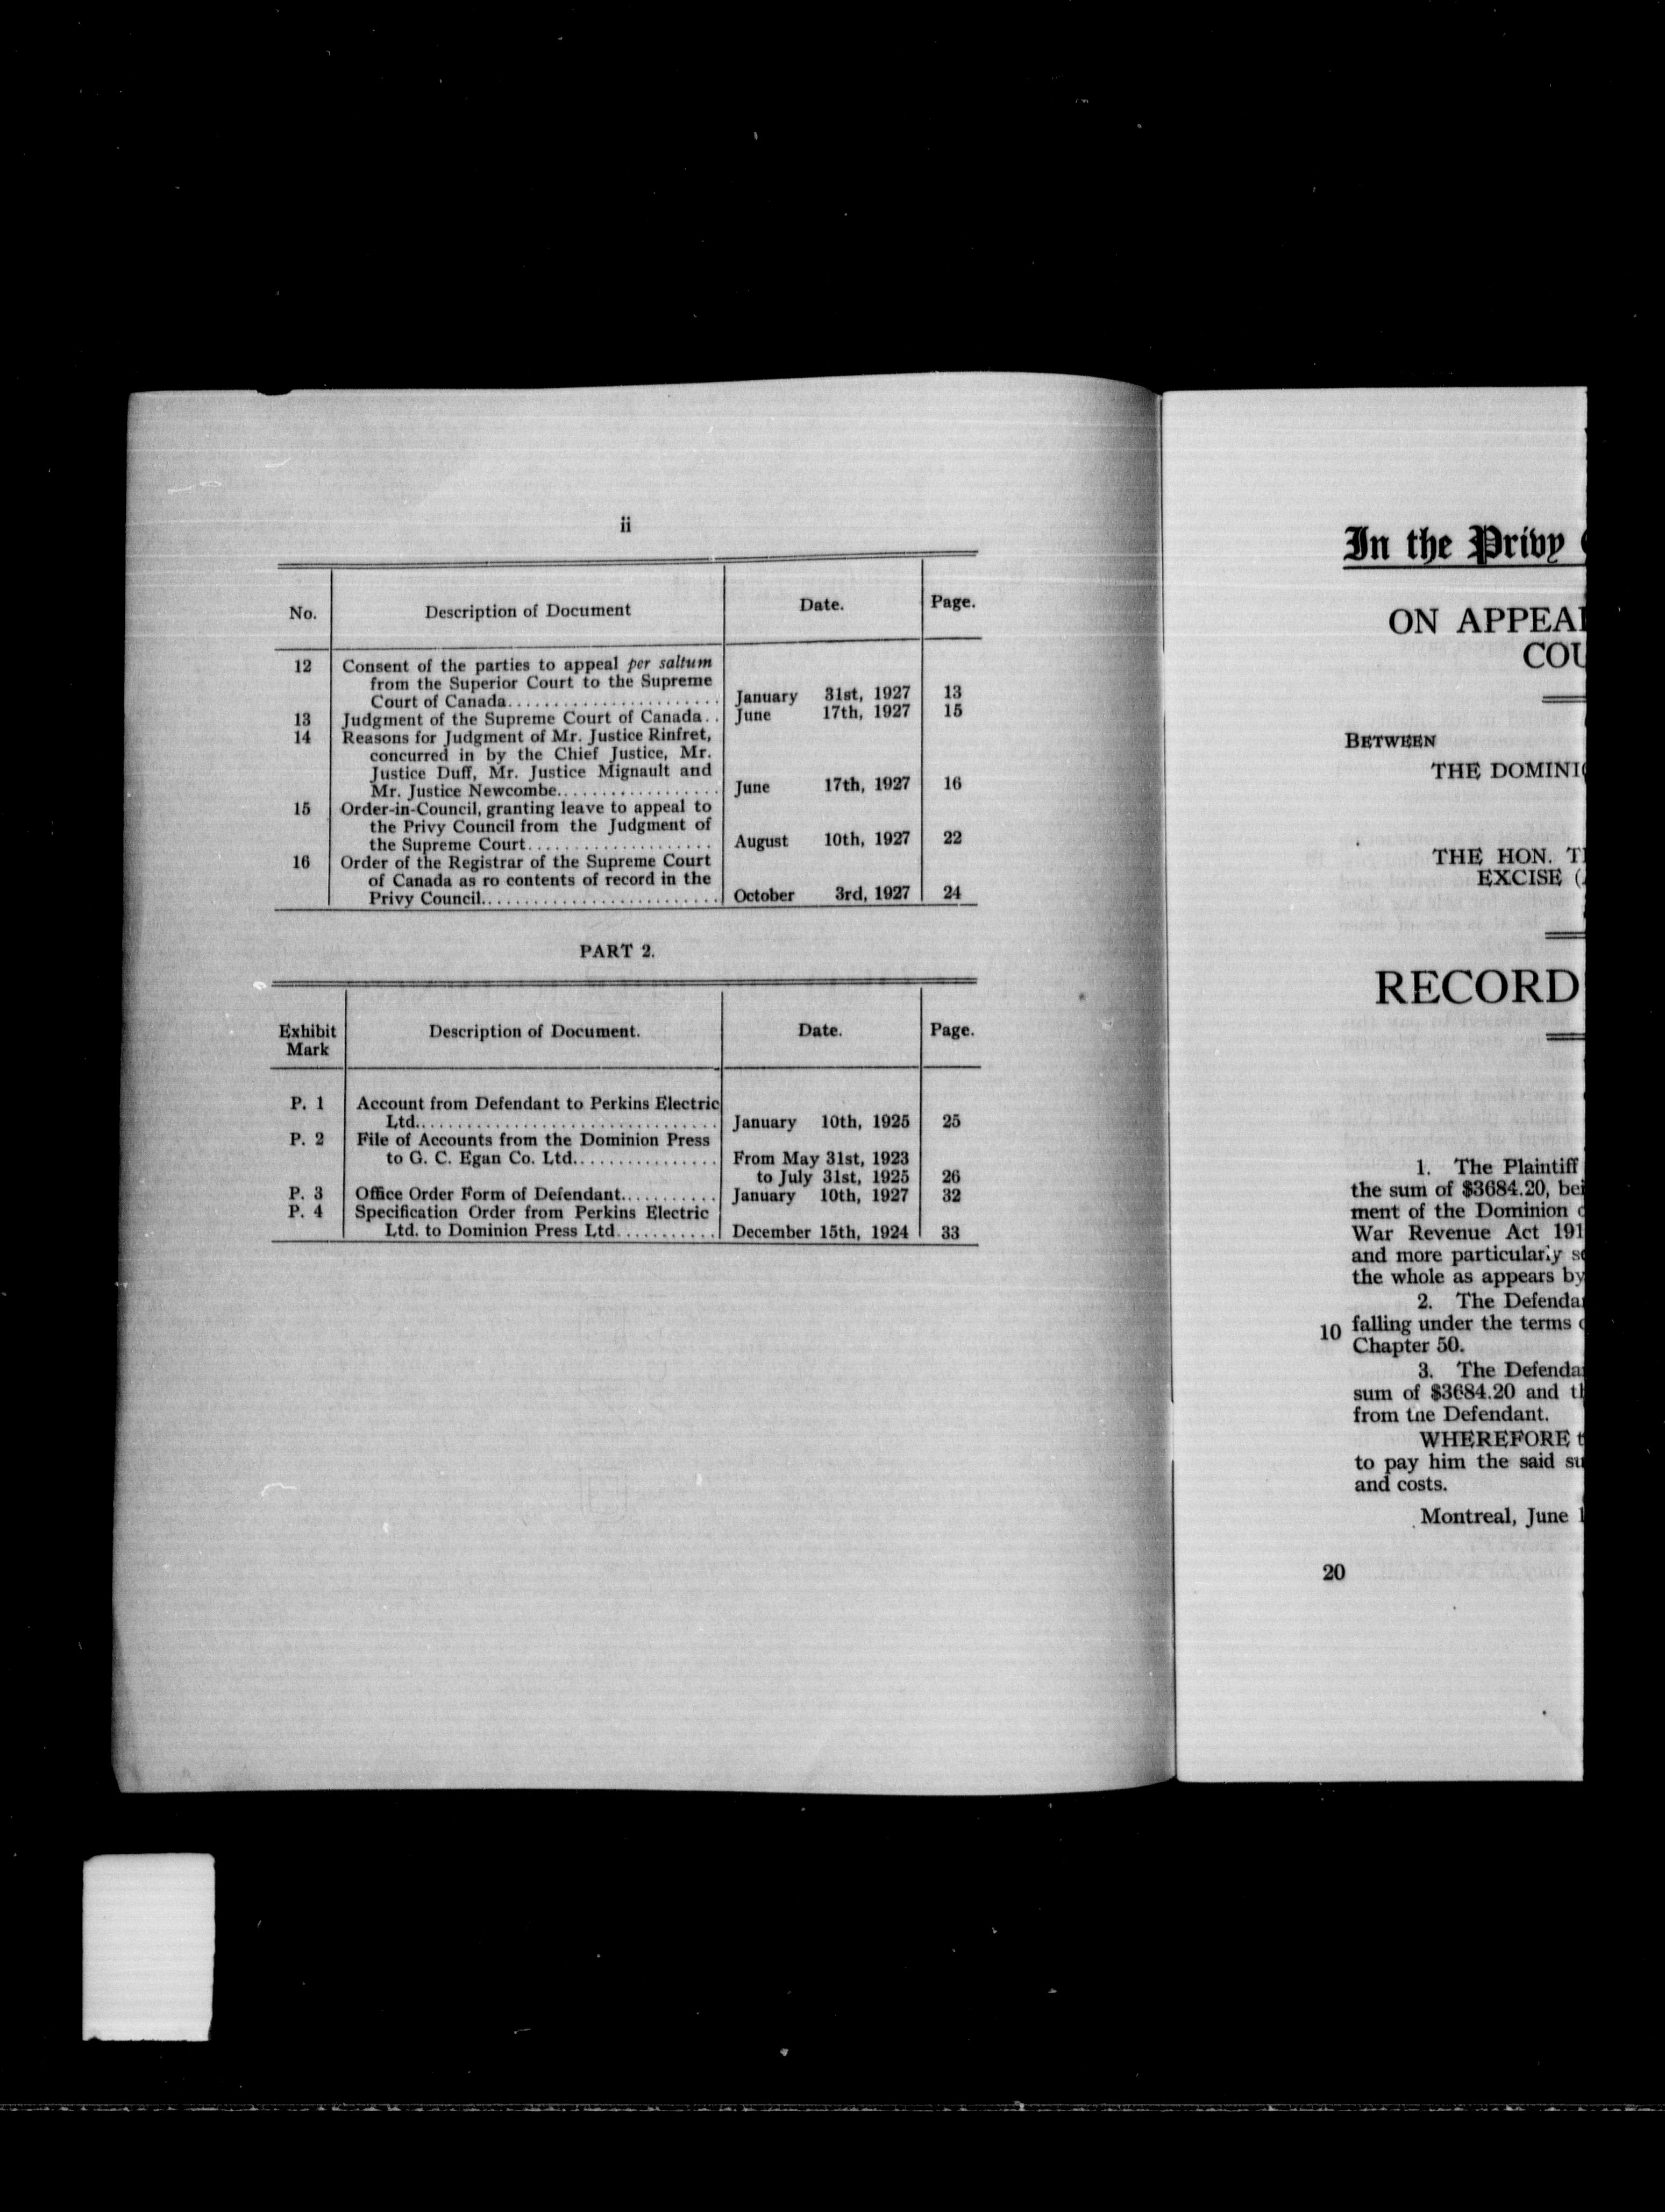 ii
No. Description of Document Date. Page.
12 Consent of the parties to appeal per saltum
from the Superior Court to the Supreme
Court of Canada........................ January 31st, 1927 13
13 Judgment of the Supreme Court of Canada.. June 17th, 1927 15
14 Reasons for Judgment of Mr. Justice Rinfret,
concurred in by the Chief Justice, Mr.
Justice Duff, Mr. Justice Mignault and
Mr. Justice Newcombe.................. June 17th, 1927 16
15 Order-in-Council, granting leave to appeal to
the Privy Council from the Judgment of
the Supreme Court.................... August 10th, 1927 22
16 Order of the Registrar of the Supreme Court
of Canada as ro contents of record in the
Privy Council.......................... October 3rd, 1927 24
PART 2.
Exhibit Description of Document. Date. Page.
Mark
P. 1 Account from Defendant to Perkins Electric
Ltd................................. January 10th, 1925 25
P. 2 File of Accounts from the Dominion Press
to G. C. Egan Co. Ltd................ From May 31st, 1923
to July 31st, 1925 26
P. 3 Office Order Form of Defendant........... January 10th, 1927 32
P. 4 Specification Order from Perkins Electric
Ltd. to Dominion Press Ltd........... December 15th, 1924 33
In the Privy
ON APPEAL
COU
BETWEEN
THE DOMINIO
THE HON. T
EXCISE (
RECORD
1. The Plaintiff
the sum of $3684.20, bei
ment of the Dominion
War Revenue Act 191
and more particularly s
the whole as appears by
2. The Defenda
10 falling under the terms
Chapter 50.
3. The Defenda
sum of $3684.20 and t
from the Defendant.
WHEREFORE t
to pay him the said su
and costs.
Montreal, June 1
20